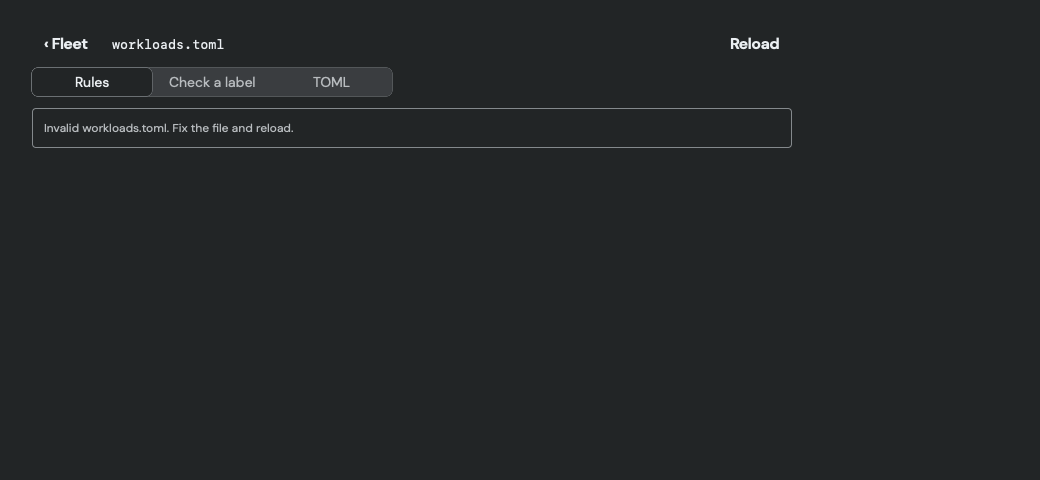 ‹ Fleet workloads.toml Reload
Rules Check a label TOML
Invalid workloads.toml. Fix the file and reload.